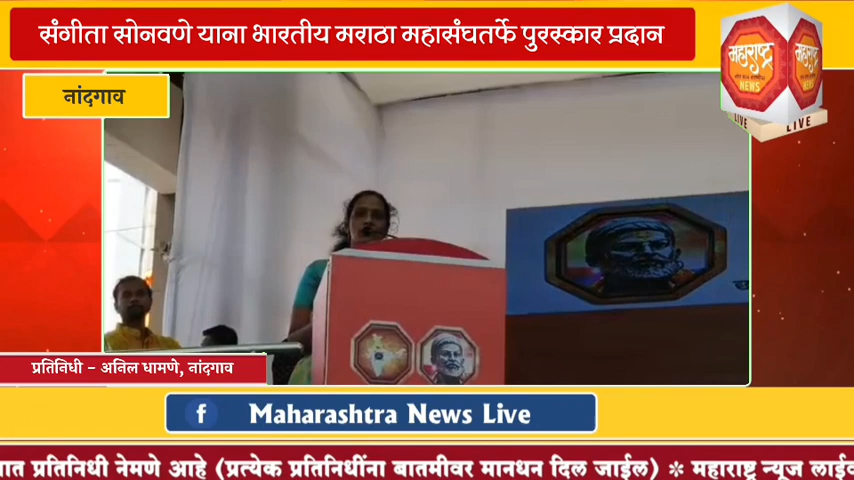 संगीता सोनवणे याना भारतीय मराठा महासंघतर्फे पुरस्कार प्रदान
महाराष्ट्र
NEWS
LIVE
LIVE
नांदगाव
प्रतिनिधी - अनिल धामणे, नांदगाव
f Maharashtra News Live
ात प्रतिनिधी नेमणे आहे (प्रत्येक प्रतिनिधींना बातमीवर मानधन दिल जाईल) * महाराष्ट्र न्यूज लाईव